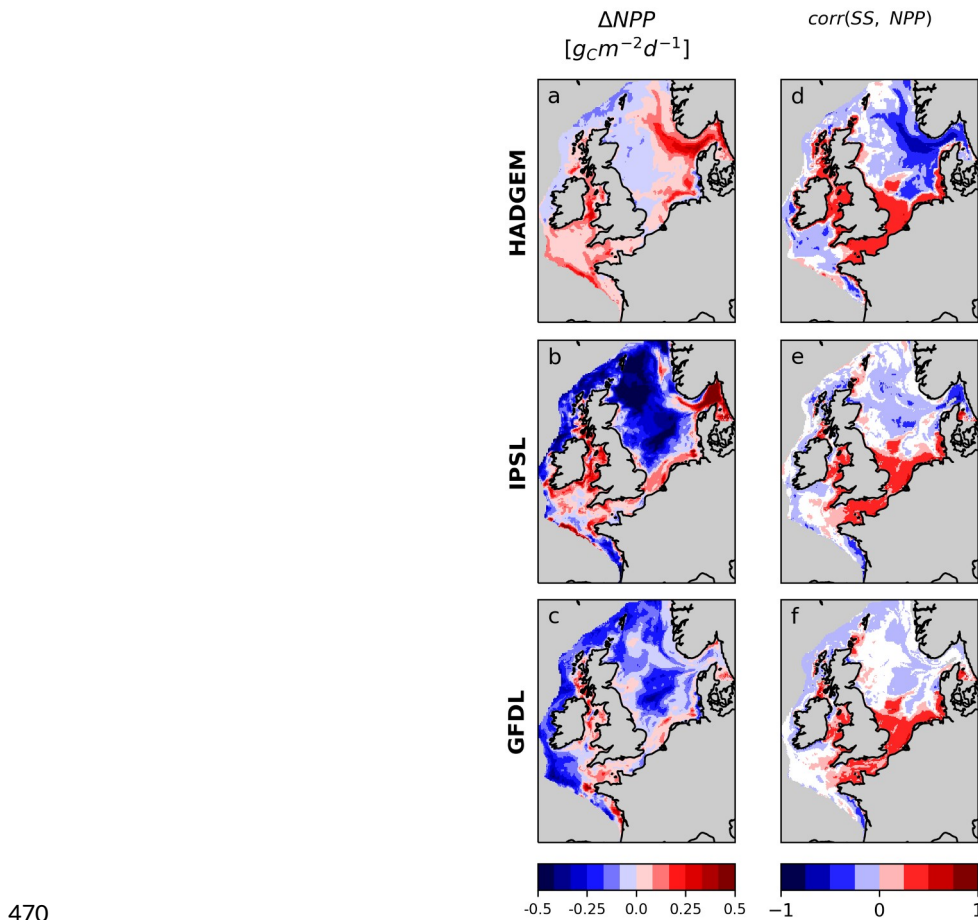 ΔNPP corr(SS, NPP)
[g_C m⁻² d⁻¹]
a d
HADGEM
b e
IPSL
c f
GFDL
-0.5 -0.25 0.0 0.25 0.5 −1 0 1
470